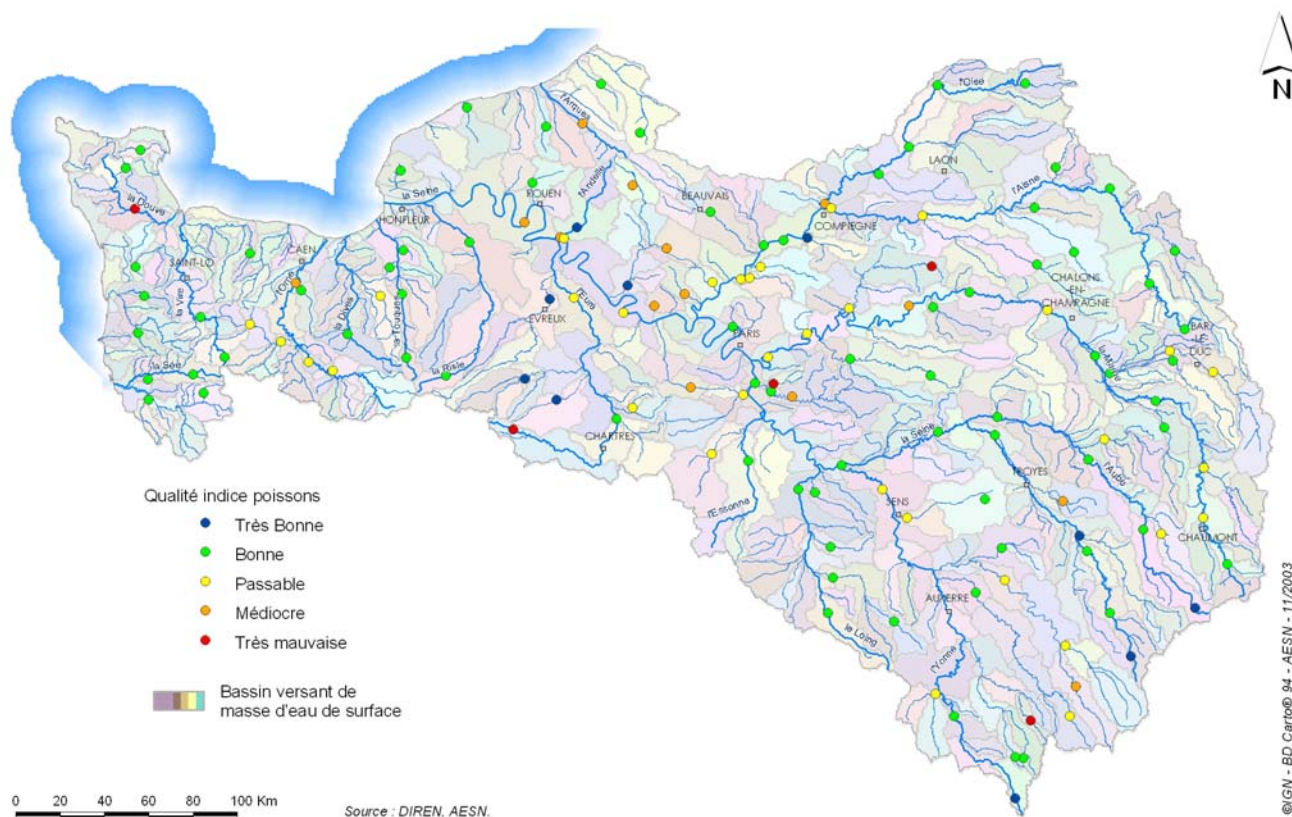 N
l'Oise
l'Arques
LAON
l'Andelle
l'Aisne
la Douve
la Seine
ROUEN
BEAUVAIS
HONFLEUR
COMPIEGNE
CAEN
SAINT-LO
l'Orne
la Vire
la Dives
la Touques
l'Eure
EVREUX
CHALONS
-EN-
CHAMPAGNE
PARIS
BAR
-LE-
DUC
la Sée
la Risle
la Marne
CHARTRES
la Seine
TROYES
l'Aube
SENS
l'Essonne
CHAUMONT
AUXERRE
le Loing
l'Yonne
Qualité indice poissons
Très Bonne
Bonne
Passable
Médiocre
Très mauvaise
Bassin versant de
masse d'eau de surface
0 20 40 60 80 100 Km
Source : DIREN, AESN.
©IGN - BD Carto® 94 - AESN - 11/2003